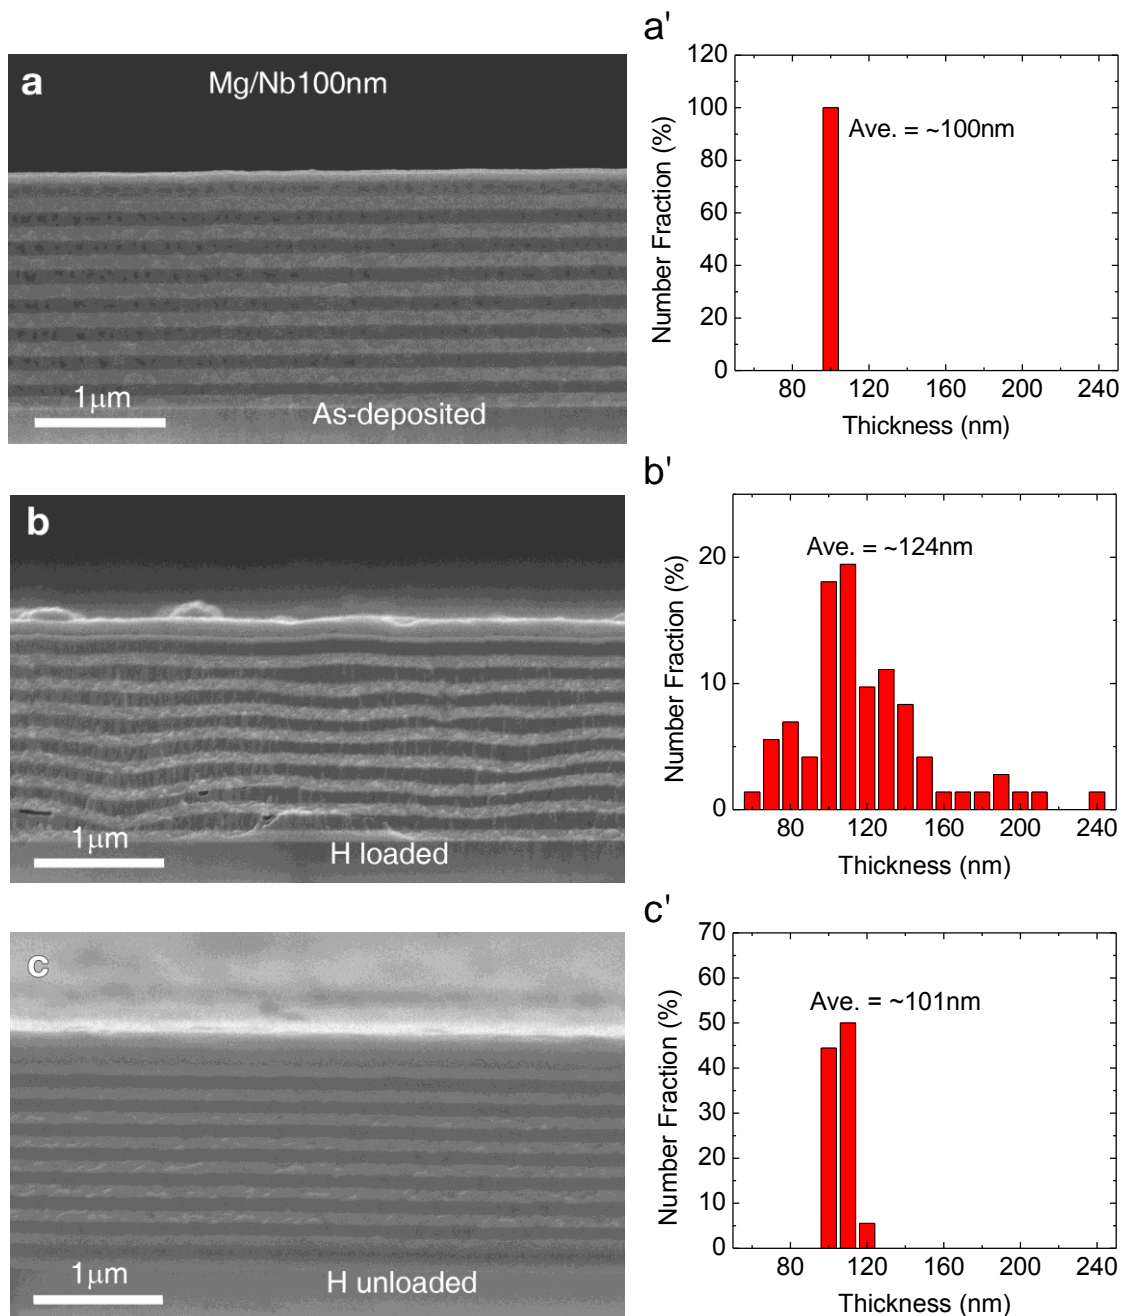 a
Mg/Nb100nm
1μm
As-deposited
a'
120
100
80
60
40
20
0
Number Fraction (%)
Ave. = ~100nm
80 120 160 200 240
Thickness (nm)
b
1μm
H loaded
b'
20
10
0
Number Fraction (%)
Ave. = ~124nm
80 120 160 200 240
Thickness (nm)
c
1μm
H unloaded
c'
70
60
50
40
30
20
10
0
Number Fraction (%)
Ave. = ~101nm
80 120 160 200 240
Thickness (nm)